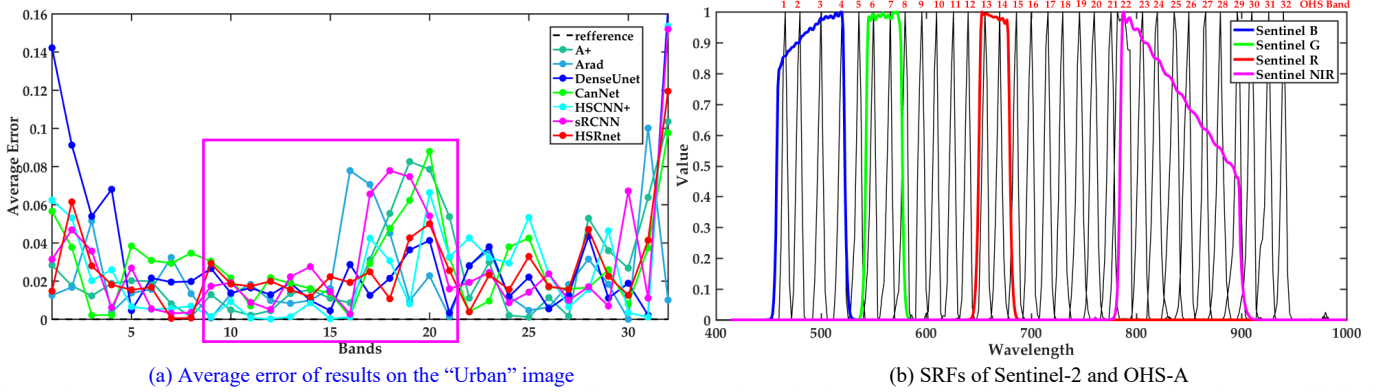 0.16
0.14
0.12
0.1
0.08
0.06
0.04
0.02
0
Average Error
5 10 15 20 25 30
Bands
refference
A+
Arad
DenseUnet
CanNet
HSCNN+
sRCNN
HSRnet
(a) Average error of results on the “Urban” image
1 2 3 4 5 6 7 8 9 10 11 12 13 14 15 16 17 18 19 20 21 22 23 24 25 26 27 28 29 30 31 32 OHS Band
1
0.9
0.8
0.7
0.6
0.5
0.4
0.3
0.2
0.1
0
Value
400 500 600 700 800 900 1000
Wavelength
Sentinel B
Sentinel G
Sentinel R
Sentinel NIR
(b) SRFs of Sentinel-2 and OHS-A